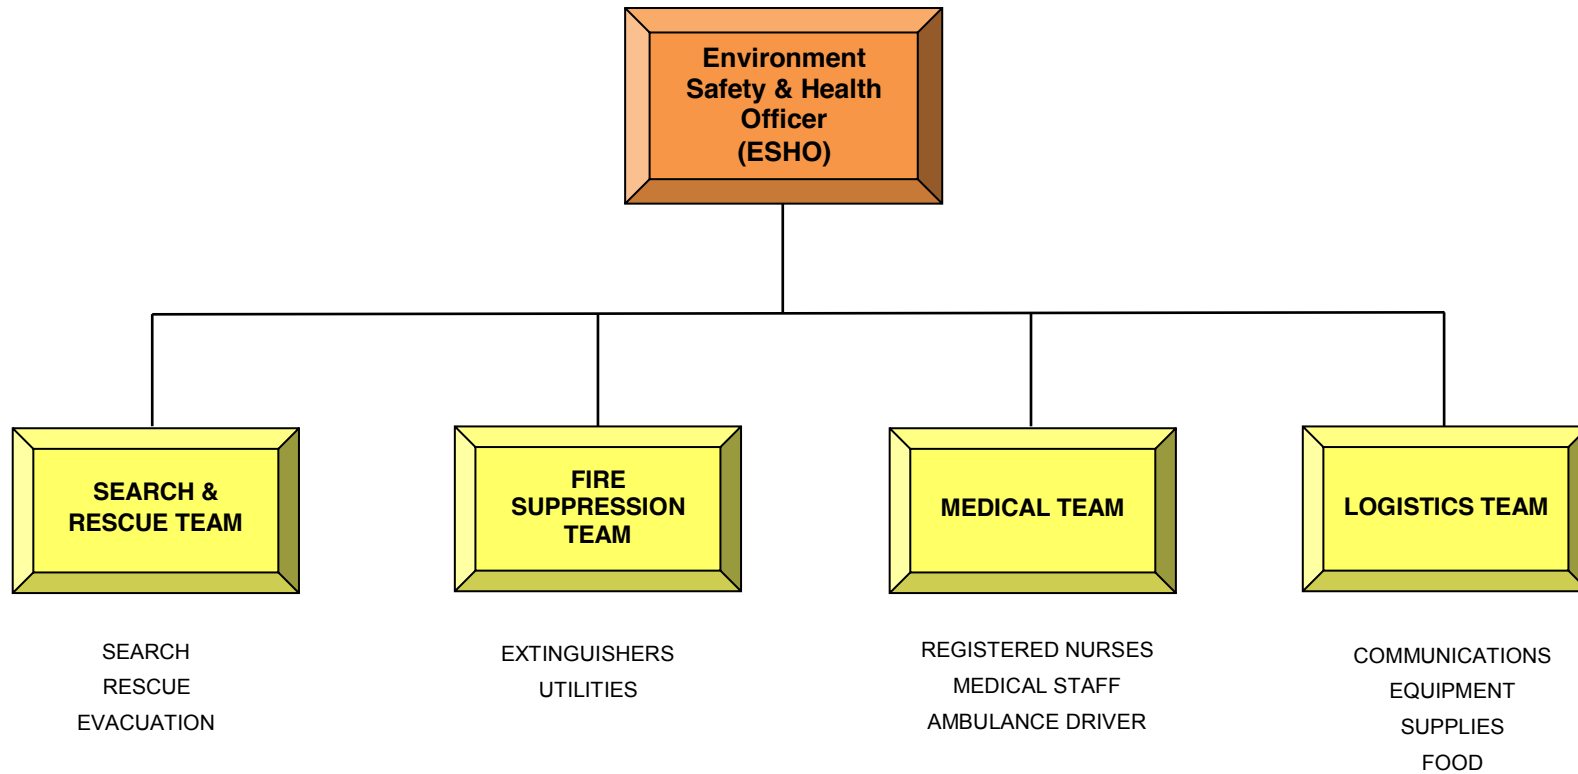 Environment
Safety & Health
Officer
(ESHO)
SEARCH &
RESCUE TEAM
FIRE
SUPPRESSION
TEAM
MEDICAL TEAM
LOGISTICS TEAM
SEARCH
RESCUE
EVACUATION
EXTINGUISHERS
UTILITIES
REGISTERED NURSES
MEDICAL STAFF
AMBULANCE DRIVER
COMMUNICATIONS
EQUIPMENT
SUPPLIES
FOOD